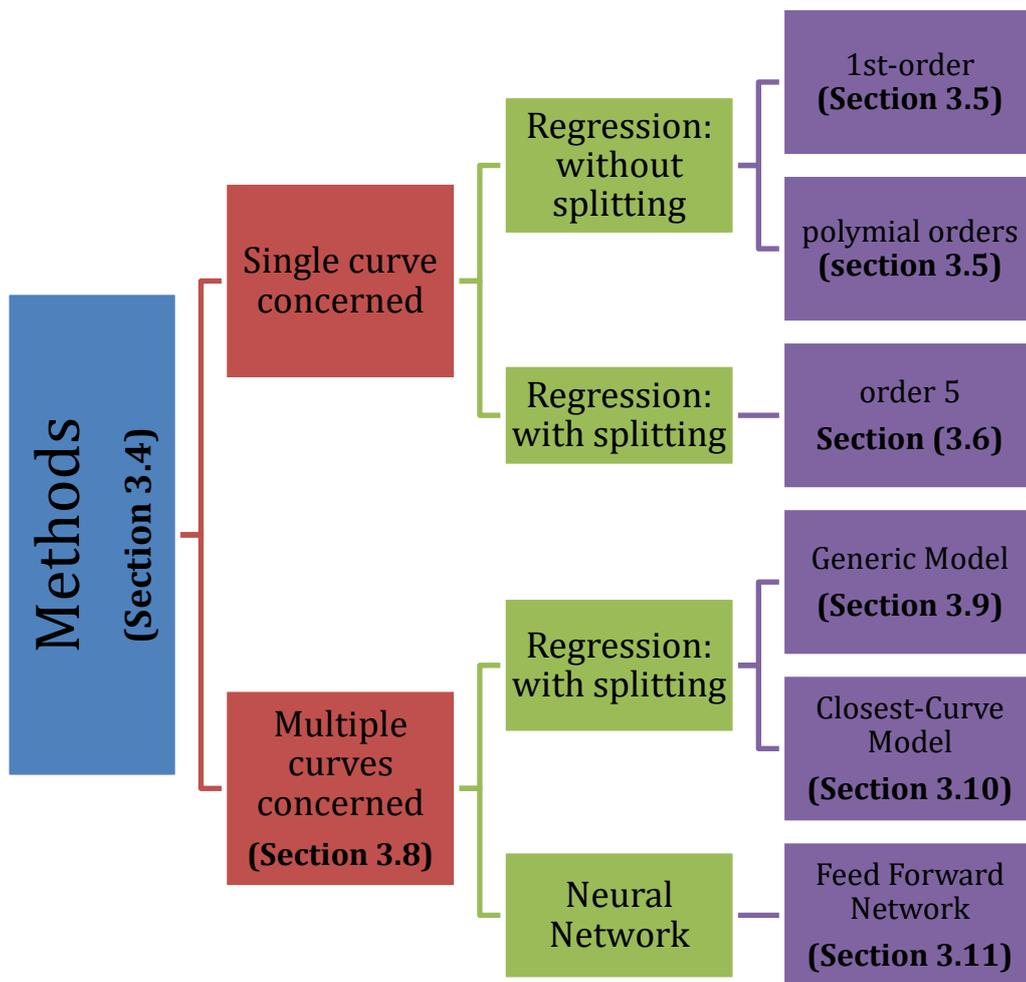 Methods
(Section 3.4)
Single curve
concerned
Regression:
without
splitting
1st-order
(Section 3.5)
polymial orders
(section 3.5)
Regression:
with splitting
order 5
Section (3.6)
Multiple
curves
concerned
(Section 3.8)
Regression:
with splitting
Generic Model
(Section 3.9)
Closest-Curve
Model
(Section 3.10)
Neural
Network
Feed Forward
Network
(Section 3.11)